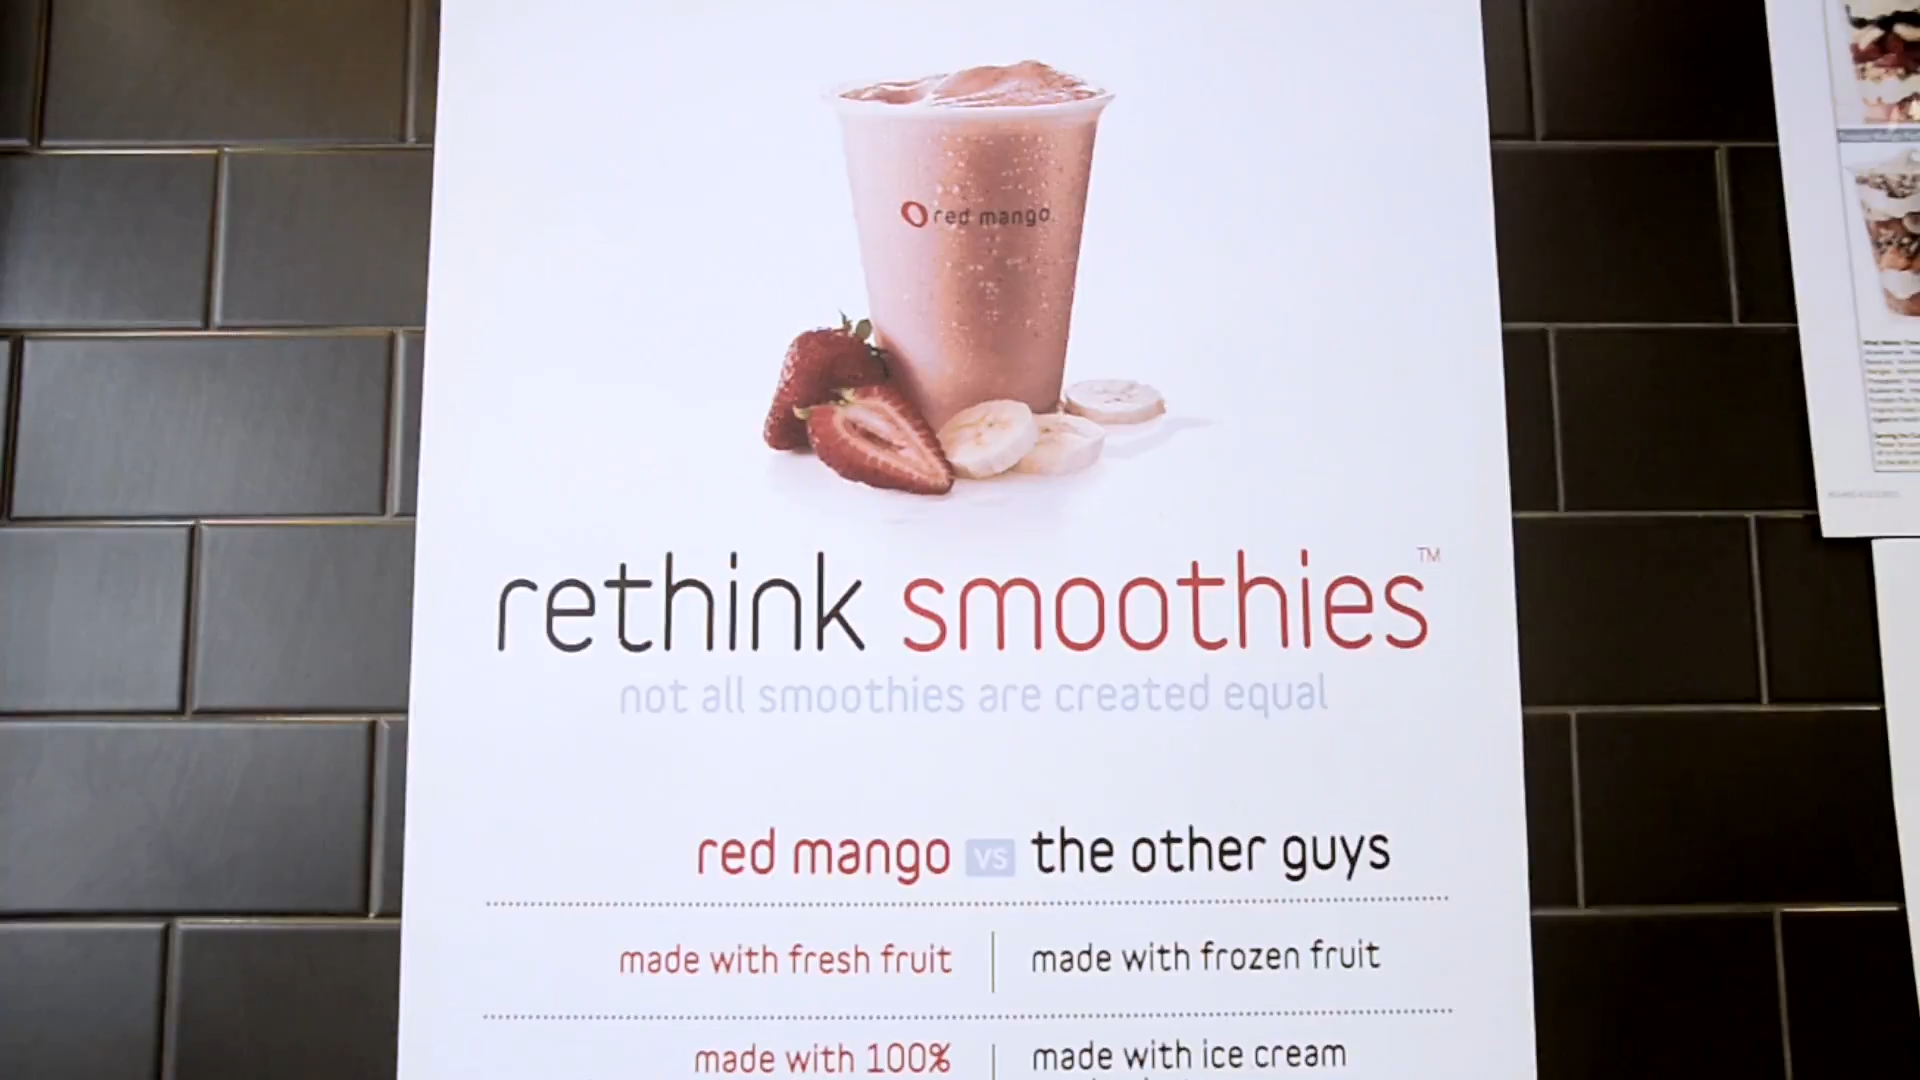 red mango
rethink smoothies™
not all smoothies are created equal
red mango vs the other guys
made with fresh fruit made with frozen fruit
made with 100% made with ice cream